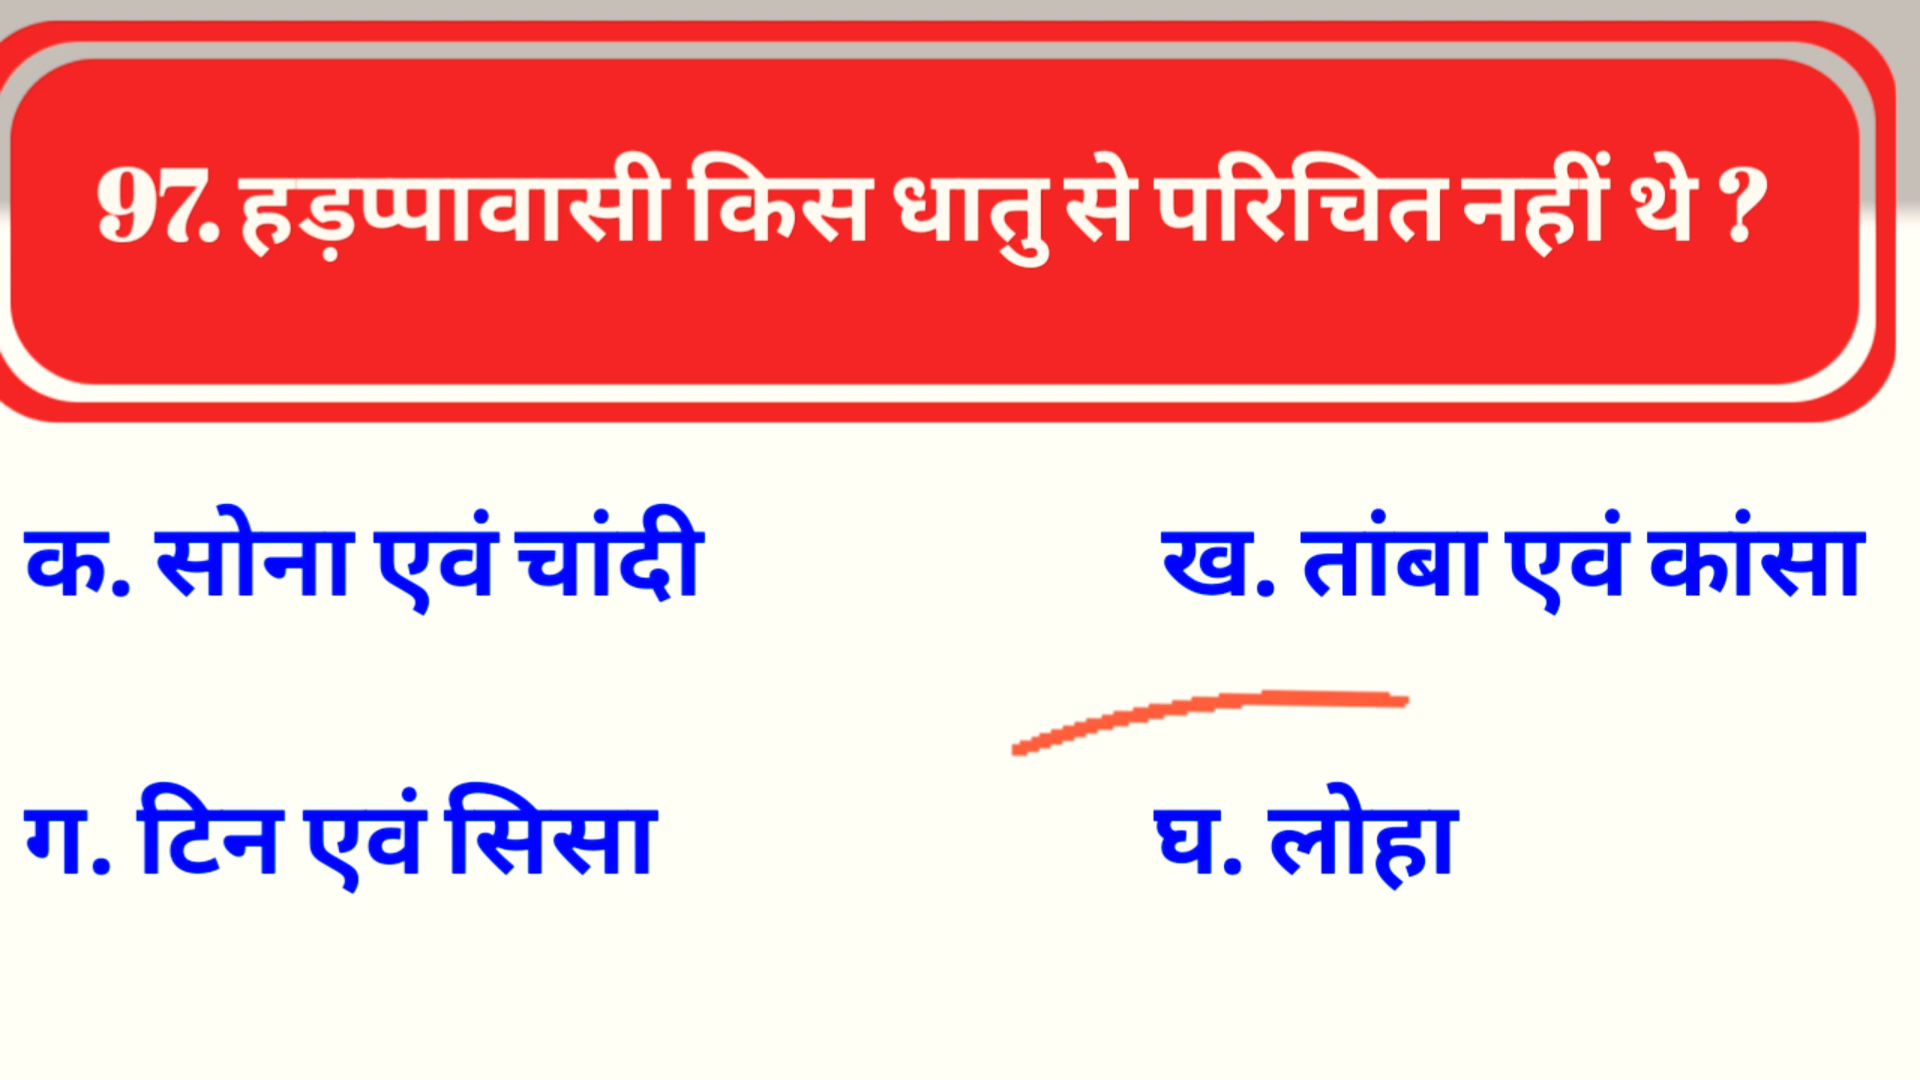 97. हड़प्पावासी किस धातु से परिचित नहीं थे ?
क. सोना एवं चांदी
ख. तांबा एवं कांसा
ग. टिन एवं सिसा
घ. लोहा